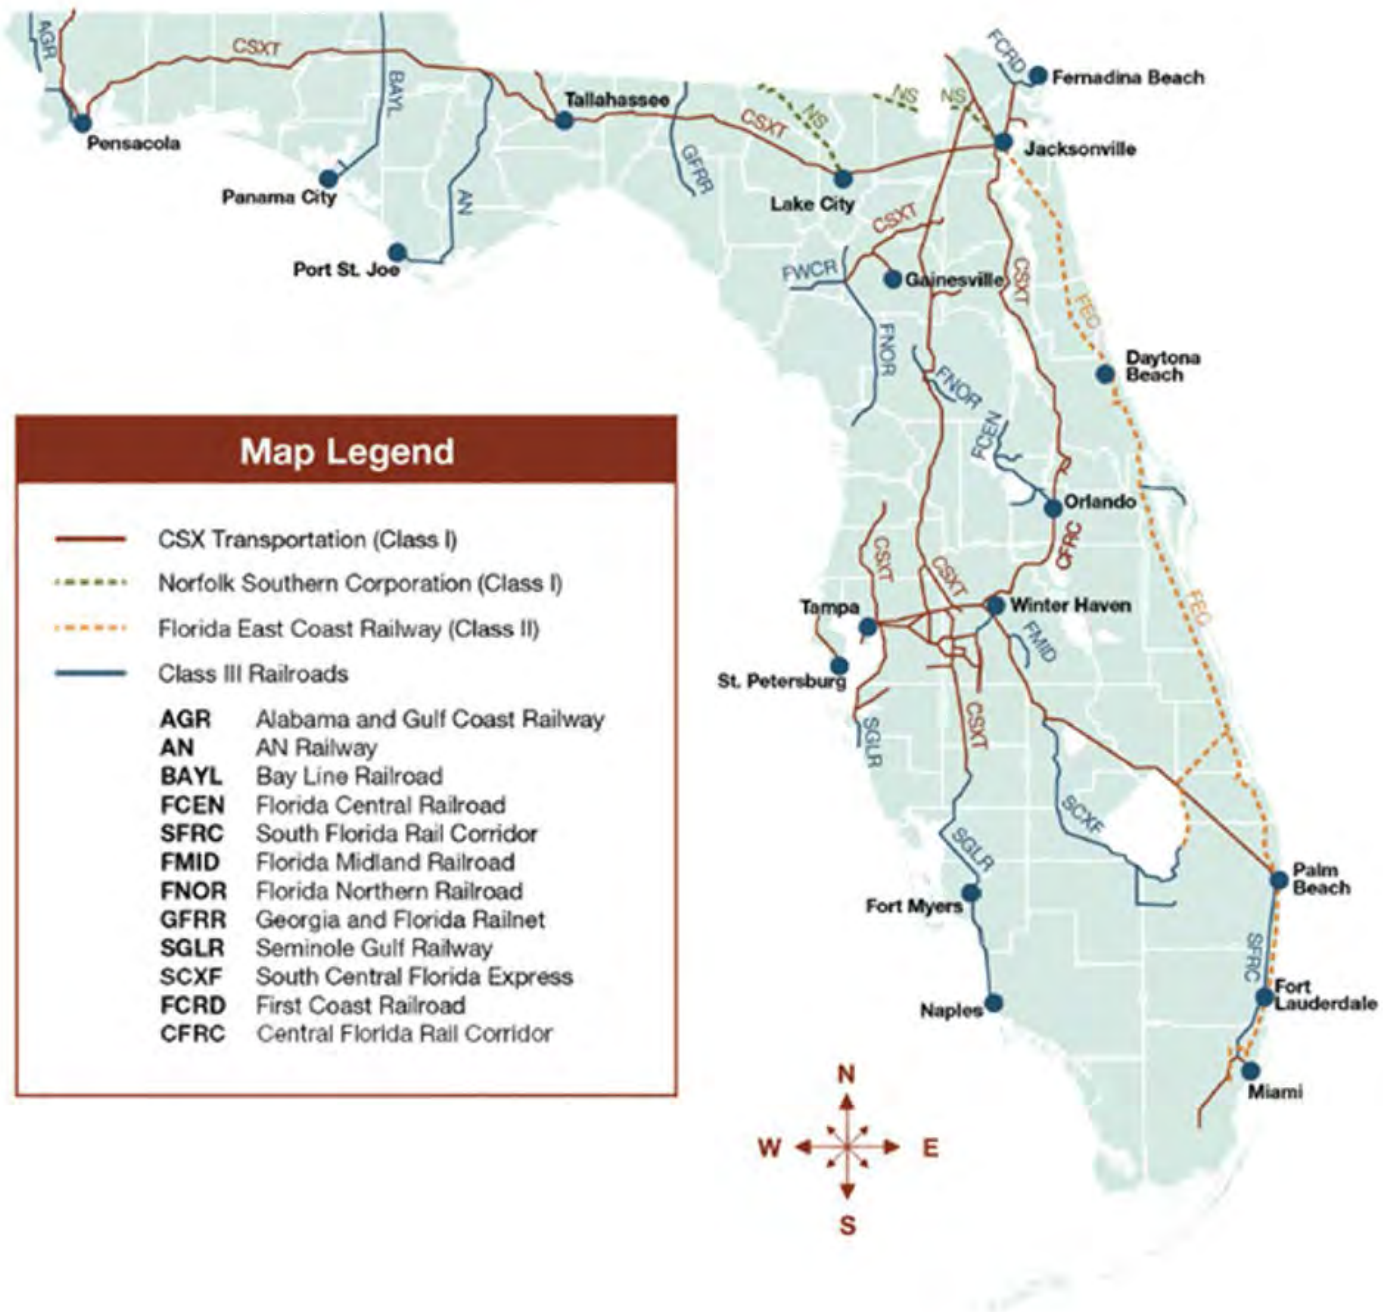 AGR
CSXT
BAYL
Pensacola
Panama City
AN
Port St. Joe
Tallahassee
GFRR
CSXT
NS
NS
NS
FCRD
Fernadina Beach
Jacksonville
Lake City
CSXT
FWCR
Gainesville
CSXT
FEC
FNOR
FNOR
Daytona
Beach
FCEN
Orlando
CFRC
CSXT
CSXT
Tampa
Winter Haven
FMID
FEC
St. Petersburg
CSXT
SGLR
SCXF
SGLR
Palm
Beach
Fort Myers
SFRC
Fort
Lauderdale
Naples
Miami
Map Legend
CSX Transportation (Class I)
Norfolk Southern Corporation (Class I)
Florida East Coast Railway (Class II)
Class III Railroads
AGR Alabama and Gulf Coast Railway
AN AN Railway
BAYL Bay Line Railroad
FCEN Florida Central Railroad
SFRC South Florida Rail Corridor
FMID Florida Midland Railroad
FNOR Florida Northern Railroad
GFRR Georgia and Florida Railnet
SGLR Seminole Gulf Railway
SCXF South Central Florida Express
FCRD First Coast Railroad
CFRC Central Florida Rail Corridor
N
W E
S